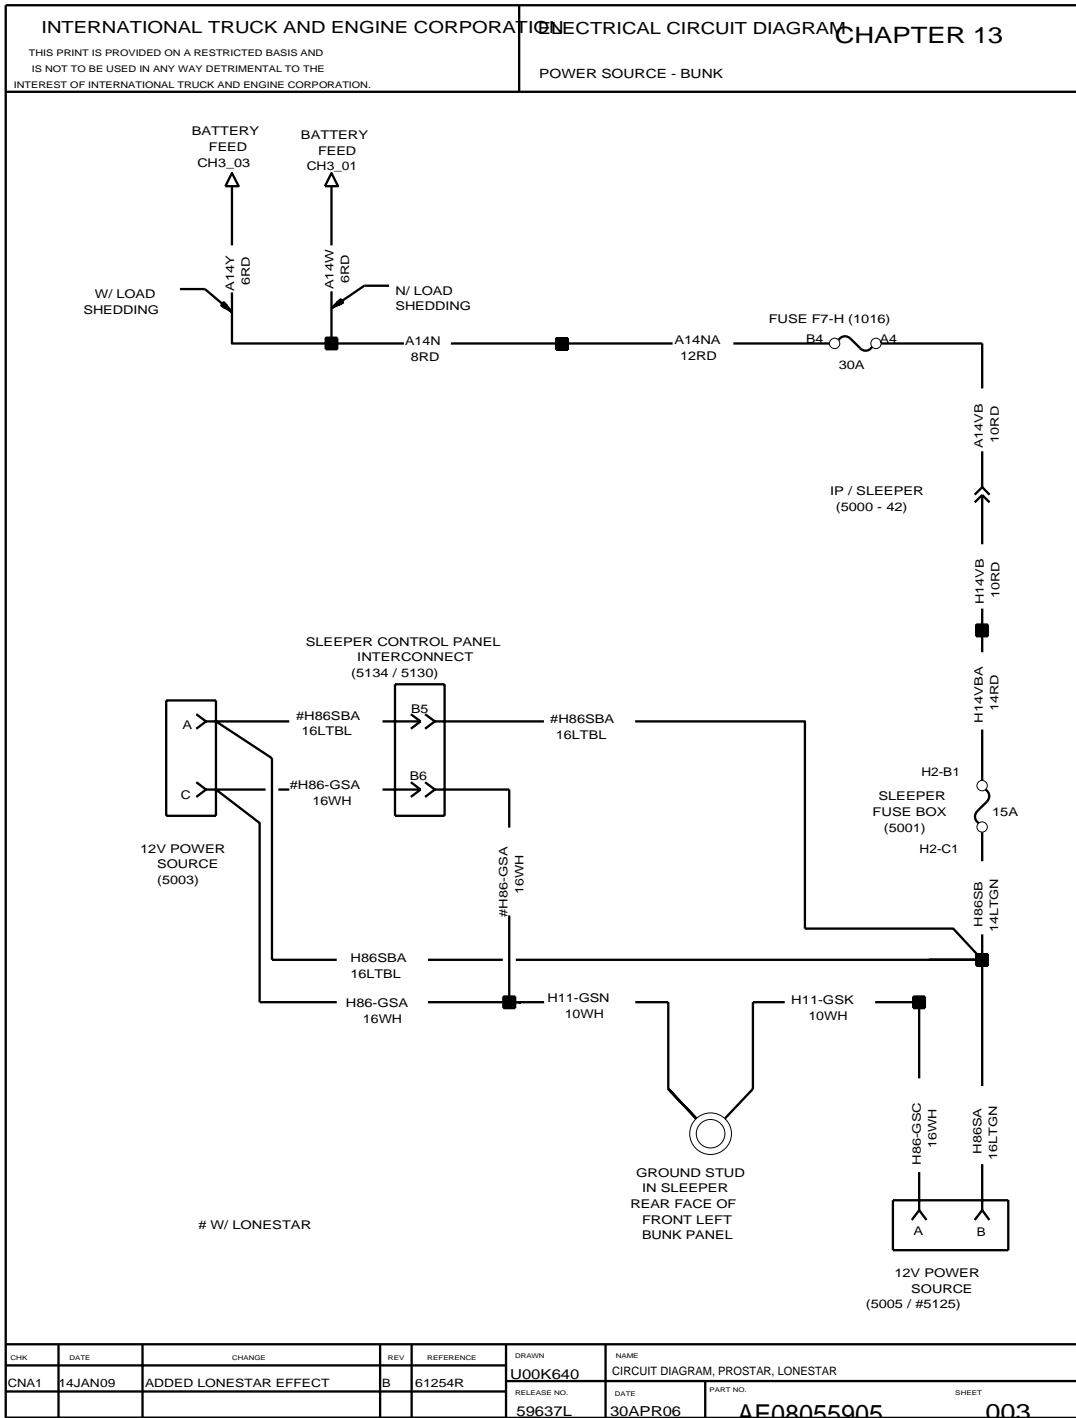 INTERNATIONAL TRUCK AND ENGINE CORPORATION
THIS PRINT IS PROVIDED ON A RESTRICTED BASIS AND
IS NOT TO BE USED IN ANY WAY DETRIMENTAL TO THE
INTEREST OF INTERNATIONAL TRUCK AND ENGINE CORPORATION.
ELECTRICAL CIRCUIT DIAGRAM
CHAPTER 13
POWER SOURCE - BUNK
BATTERY
FEED
CH3_03
BATTERY
FEED
CH3_01
A14Y
6RD
A14W
6RD
W/ LOAD
SHEDDING
N/ LOAD
SHEDDING
A14N
8RD
A14NA
12RD
FUSE F7-H (1016)
B4
A4
30A
A14VB
10RD
IP / SLEEPER
(5000 - 42)
H14VB
10RD
H14VBA
14RD
SLEEPER CONTROL PANEL
INTERCONNECT
(5134 / 5130)
A
#H86SBA
16LTBL
B5
#H86SBA
16LTBL
C
#H86-GSA
16WH
B6
12V POWER
SOURCE
(5003)
#H86-GSA
16WH
H2-B1
SLEEPER
FUSE BOX
(5001)
15A
H2-C1
H86SB
14LTGN
H86SBA
16LTBL
H86-GSA
16WH
H11-GSN
10WH
H11-GSK
10WH
H86-GSC
16WH
H86SA
16LTGN
GROUND STUD
IN SLEEPER
REAR FACE OF
FRONT LEFT
BUNK PANEL
# W/ LONESTAR
A
B
12V POWER
SOURCE
(5005 / #5125)
CHK DATE CHANGE REV REFERENCE
CNA1 14JAN09 ADDED LONESTAR EFFECT B 61254R
DRAWN
U00K640
NAME
CIRCUIT DIAGRAM, PROSTAR, LONESTAR
RELEASE NO.
59637L
DATE
30APR06
PART NO.
AE08055905
SHEET
003